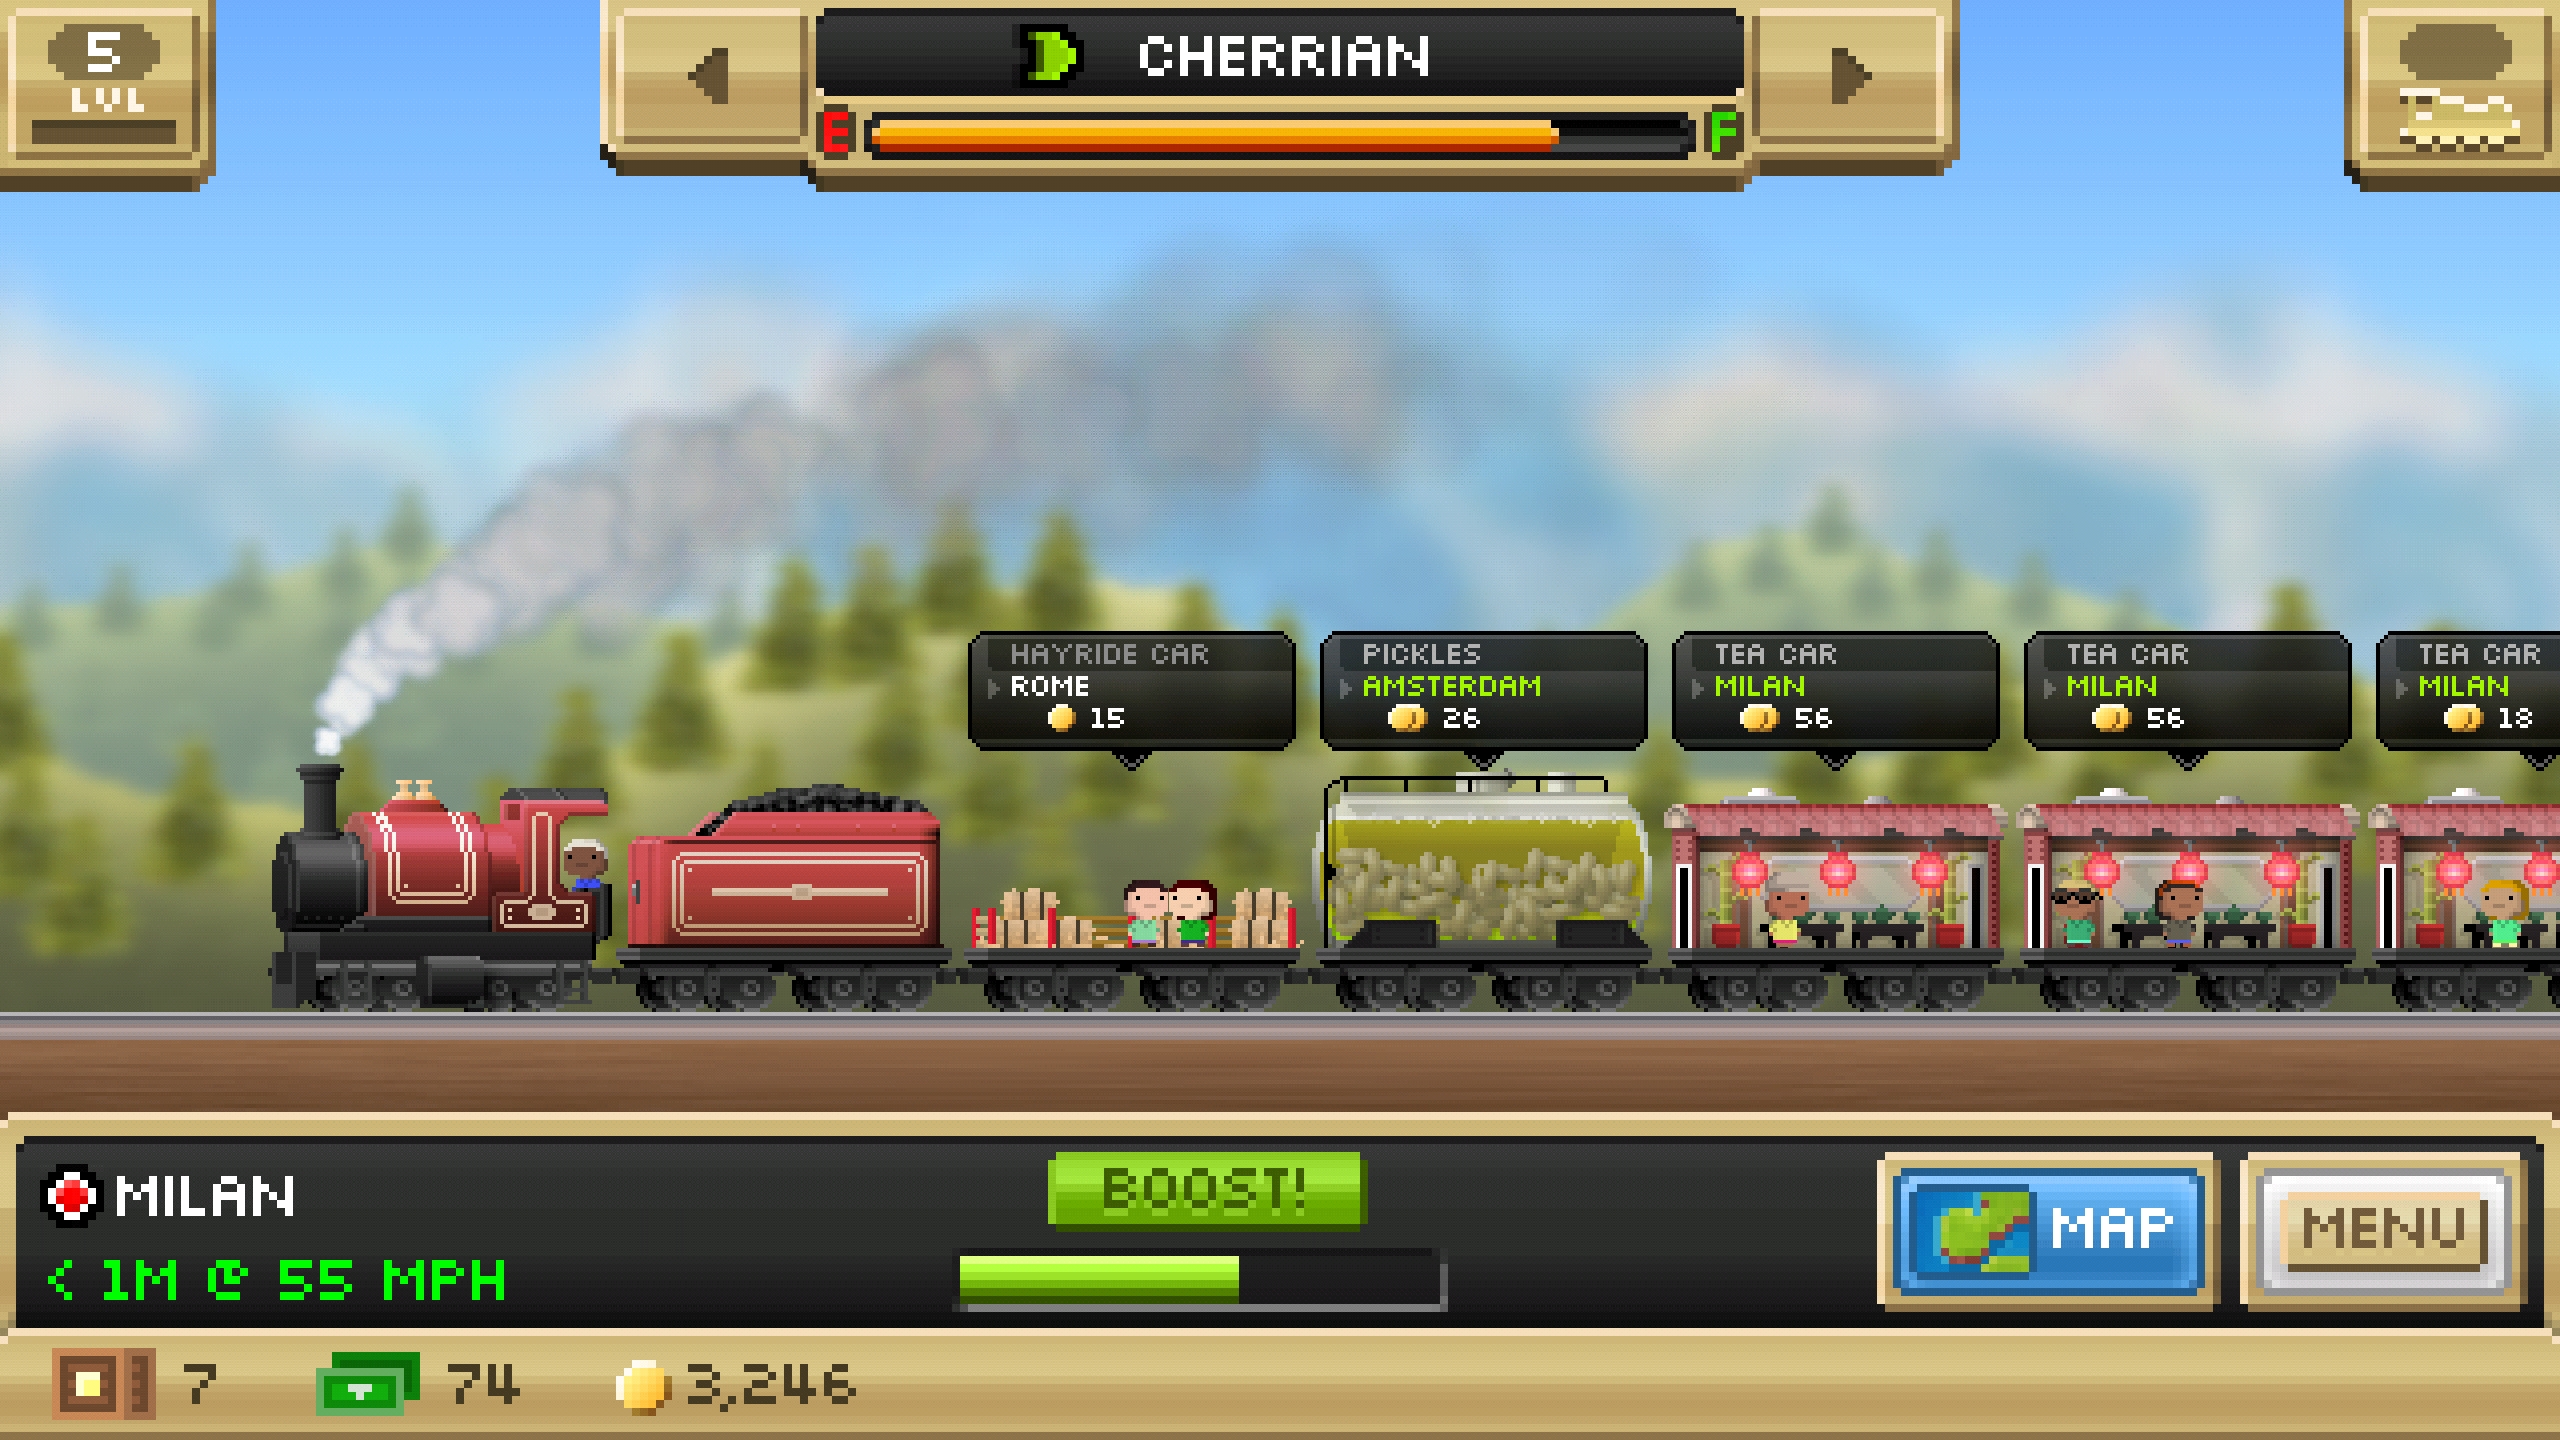 5
LVL
CHERRIAN
E F
HAYRIDE CAR
ROME
15
PICKLES
AMSTERDAM
26
TEA CAR
MILAN
56
TEA CAR
MILAN
56
TEA CAR
MILAN
18
MILAN
< 1M @ 55 MPH
BOOST!
MAP
MENU
7
74
3,246